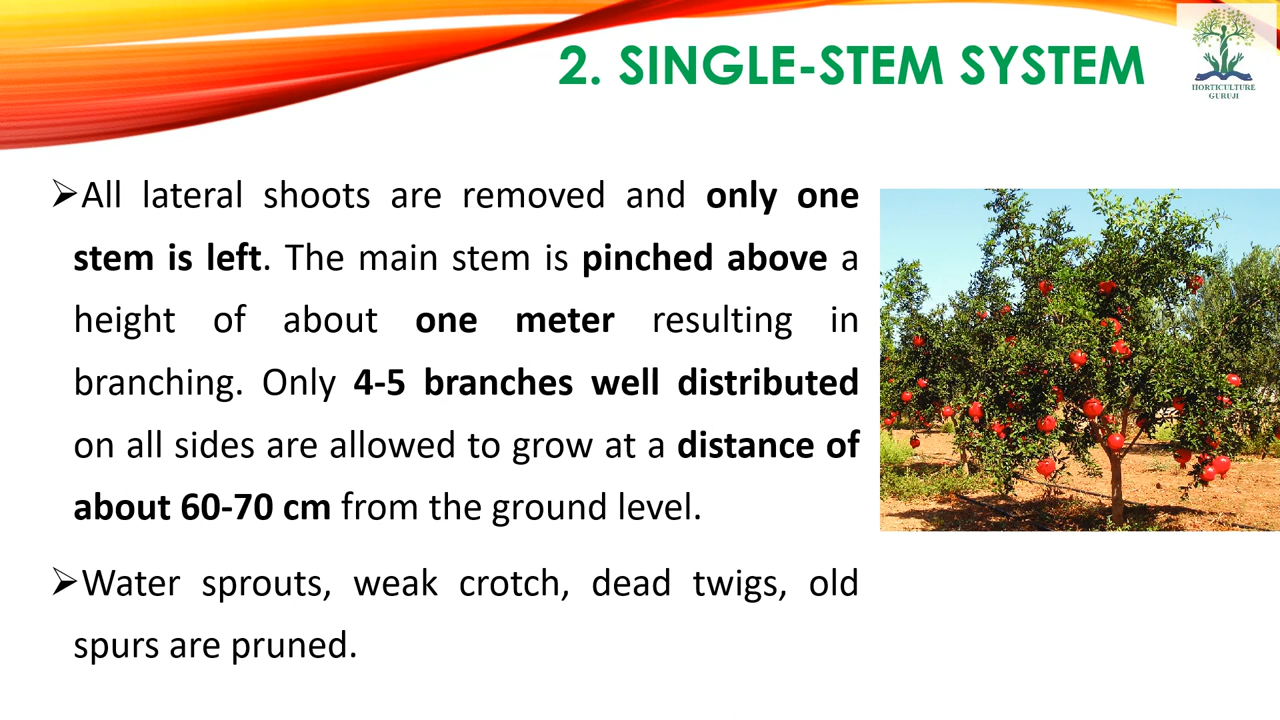 2. SINGLE-STEM SYSTEM
HORTICULTURE
GURUJI
➢All lateral shoots are removed and only one
stem is left. The main stem is pinched above a
height of about one meter resulting in
branching. Only 4-5 branches well distributed
on all sides are allowed to grow at a distance of
about 60-70 cm from the ground level.
➢Water sprouts, weak crotch, dead twigs, old
spurs are pruned.